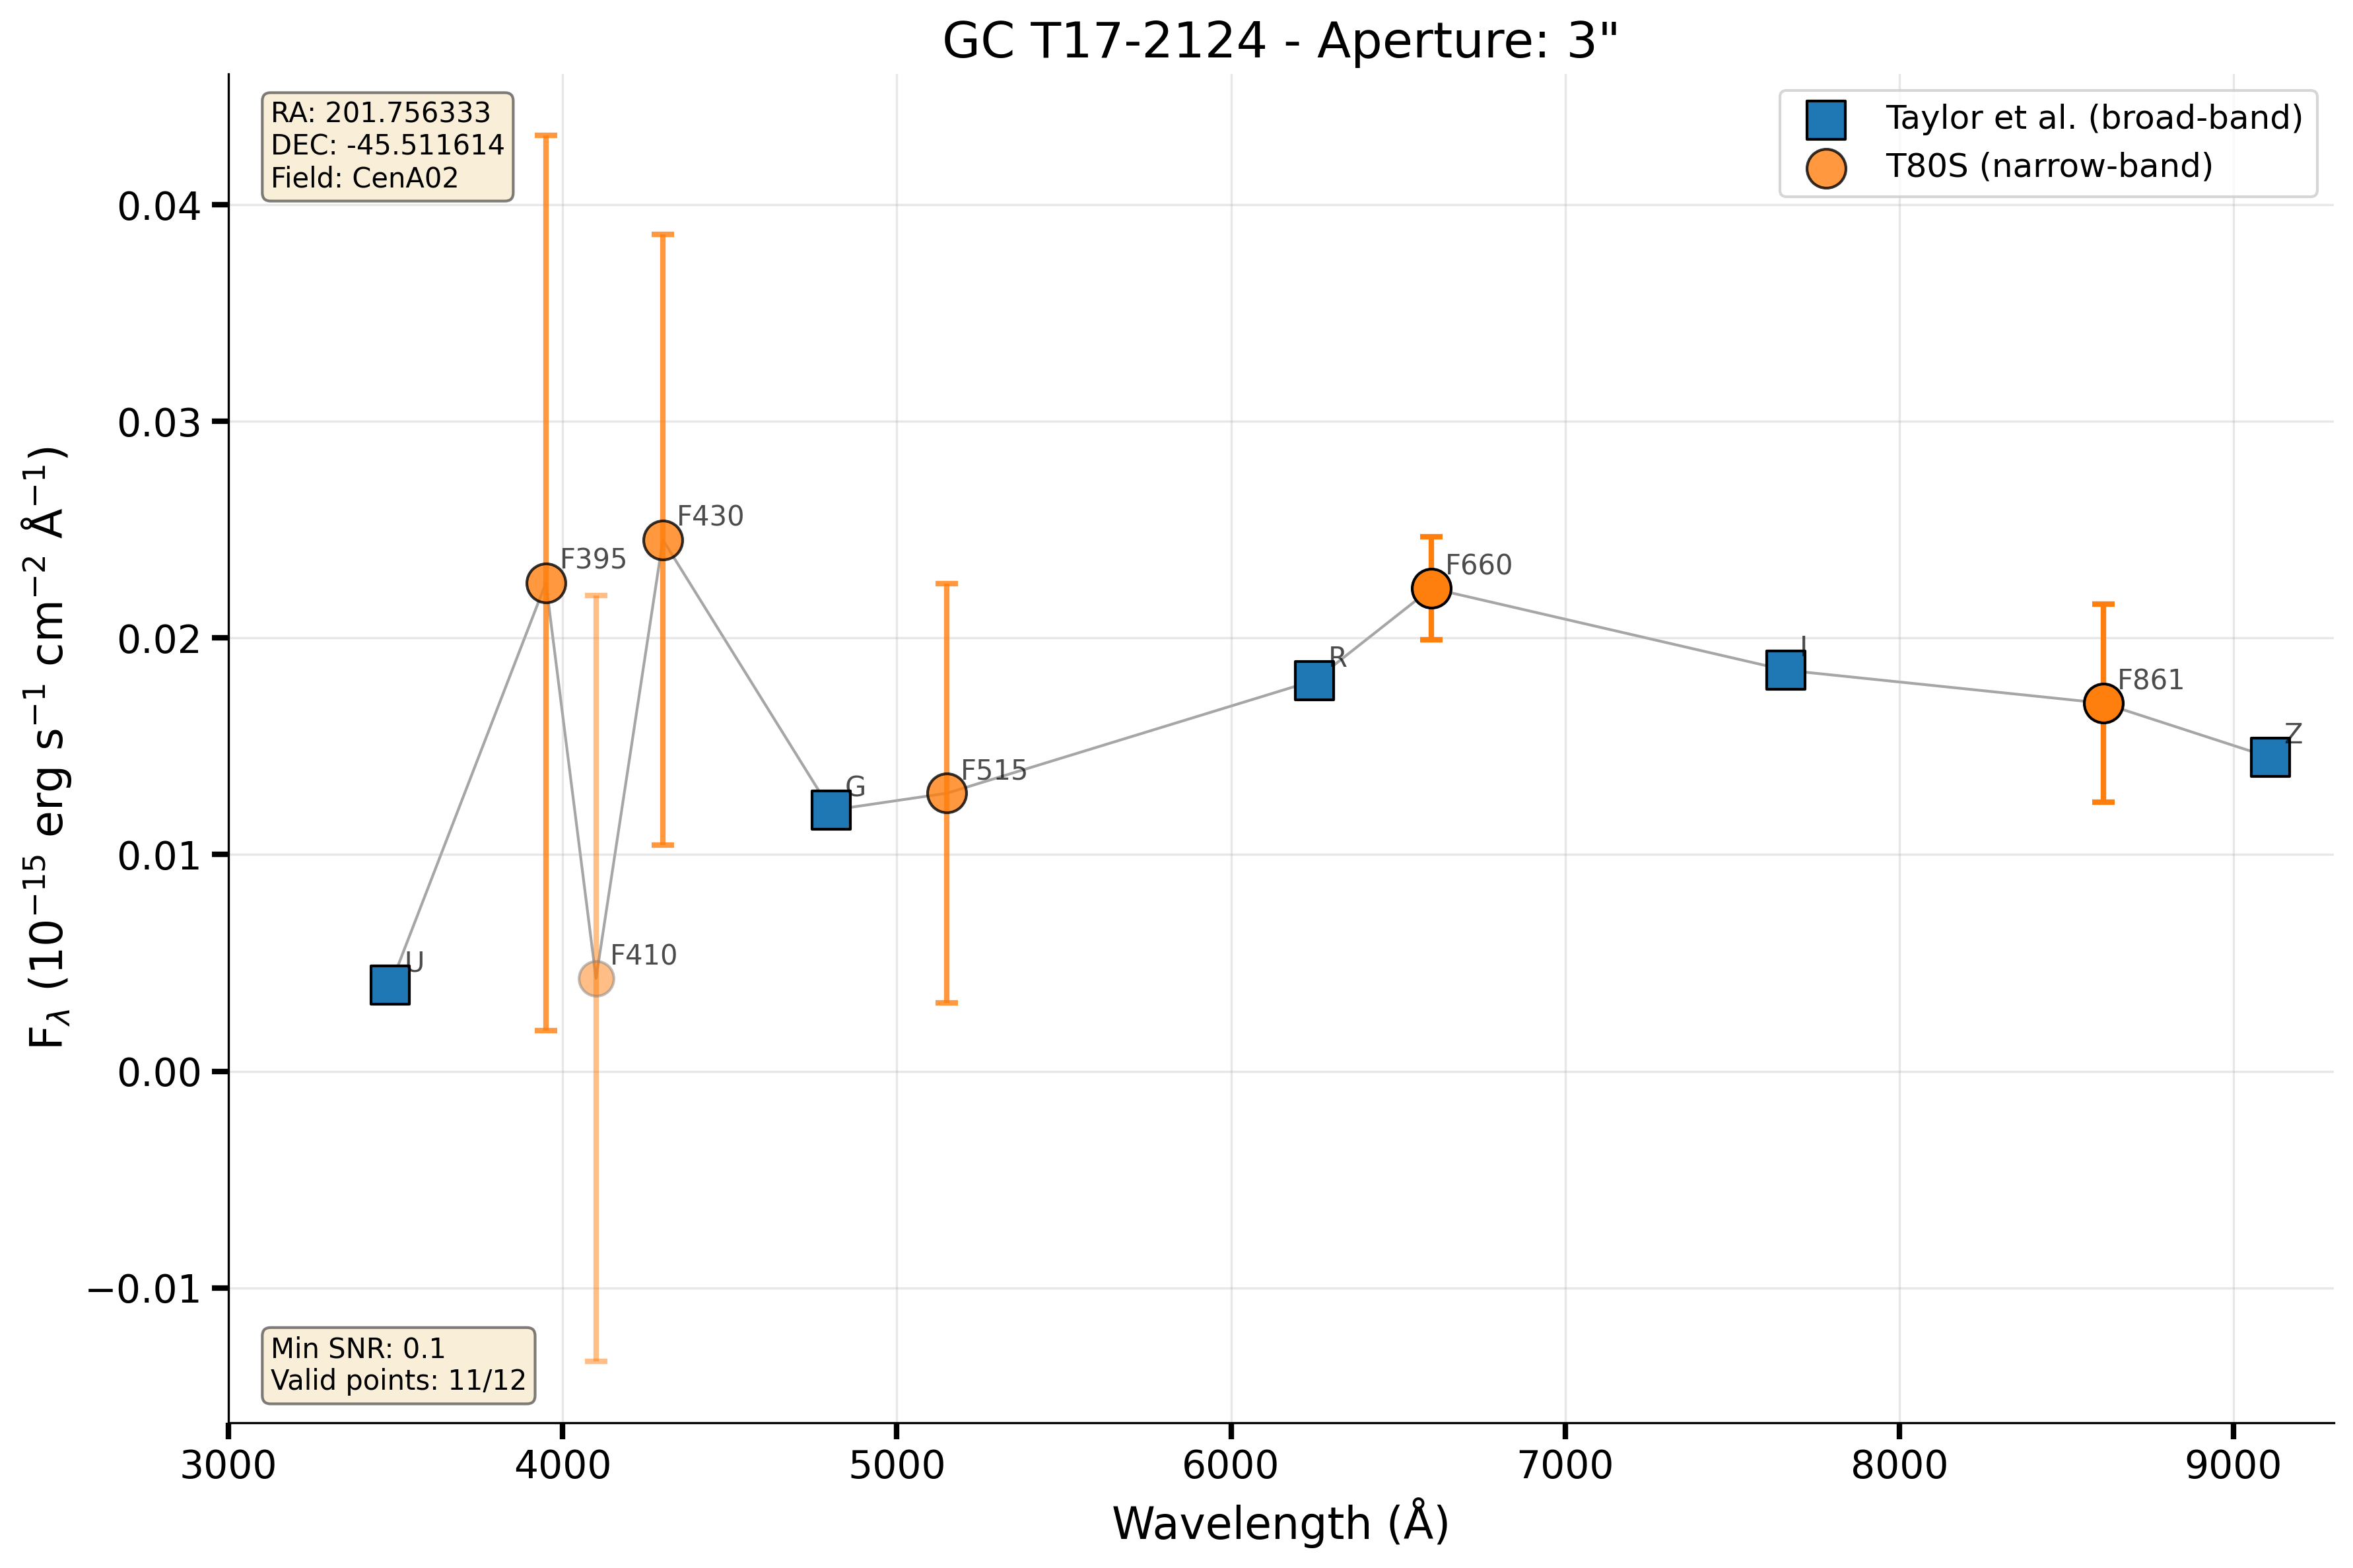 GC T17-2124 - Aperture: 3"
RA: 201.756333
DEC: -45.511614
Field: CenA02
Taylor et al. (broad-band)
T80S (narrow-band)
0.04
0.03
0.02
0.01
0.00
−0.01
F$_λ$ (10$^{−15}$ erg s$^{−1}$ cm$^{−2}$ Å$^{−1}$)
U
F395
F410
F430
G
F515
R
F660
I
F861
Z
Min SNR: 0.1
Valid points: 11/12
3000 4000 5000 6000 7000 8000 9000
Wavelength (Å)